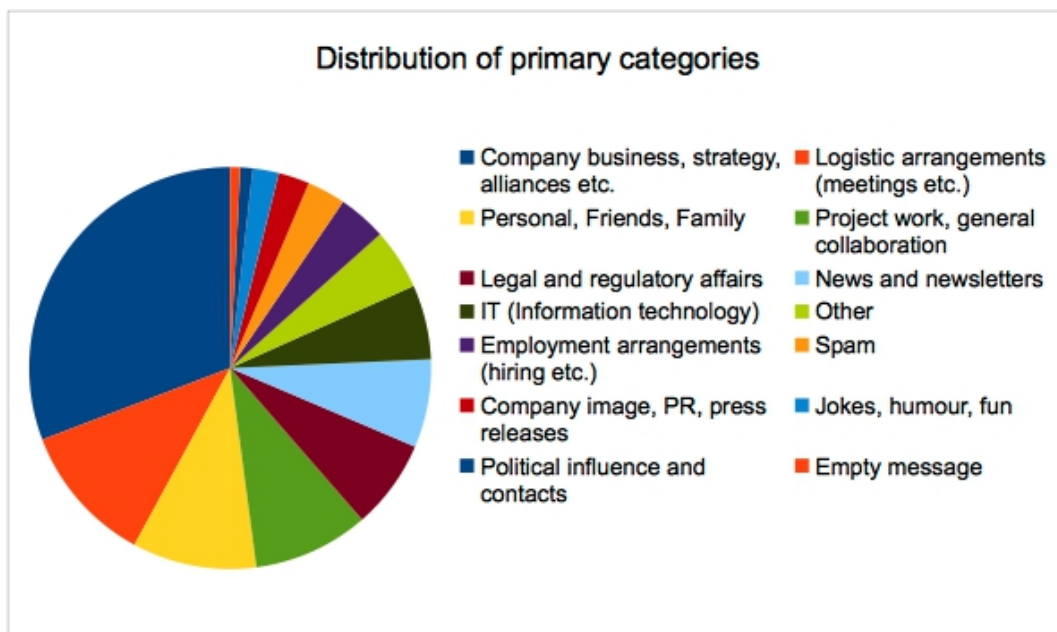 Distribution of primary categories
Company business, strategy,
alliances etc.
Logistic arrangements
(meetings etc.)
Personal, Friends, Family
Project work, general
collaboration
Legal and regulatory affairs
News and newsletters
IT (Information technology)
Other
Employment arrangements
(hiring etc.)
Spam
Company image, PR, press
releases
Jokes, humour, fun
Political influence and
contacts
Empty message